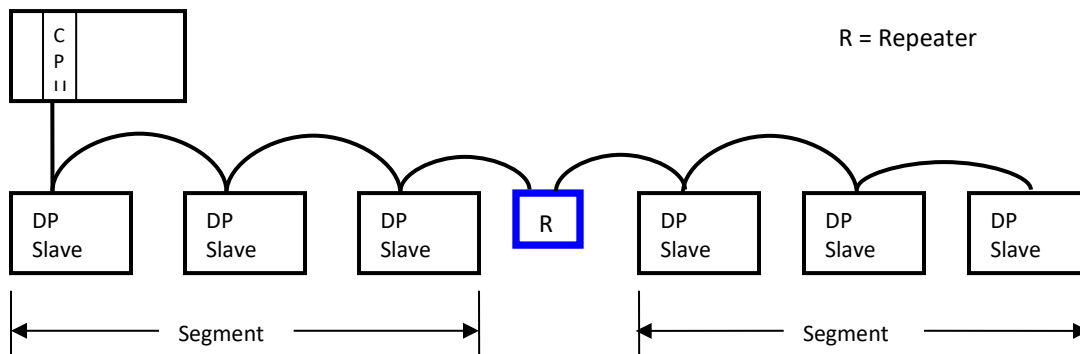 C
P
R = Repeater
DP
Slave
DP
Slave
DP
Slave
R
DP
Slave
DP
Slave
DP
Slave
Segment
Segment